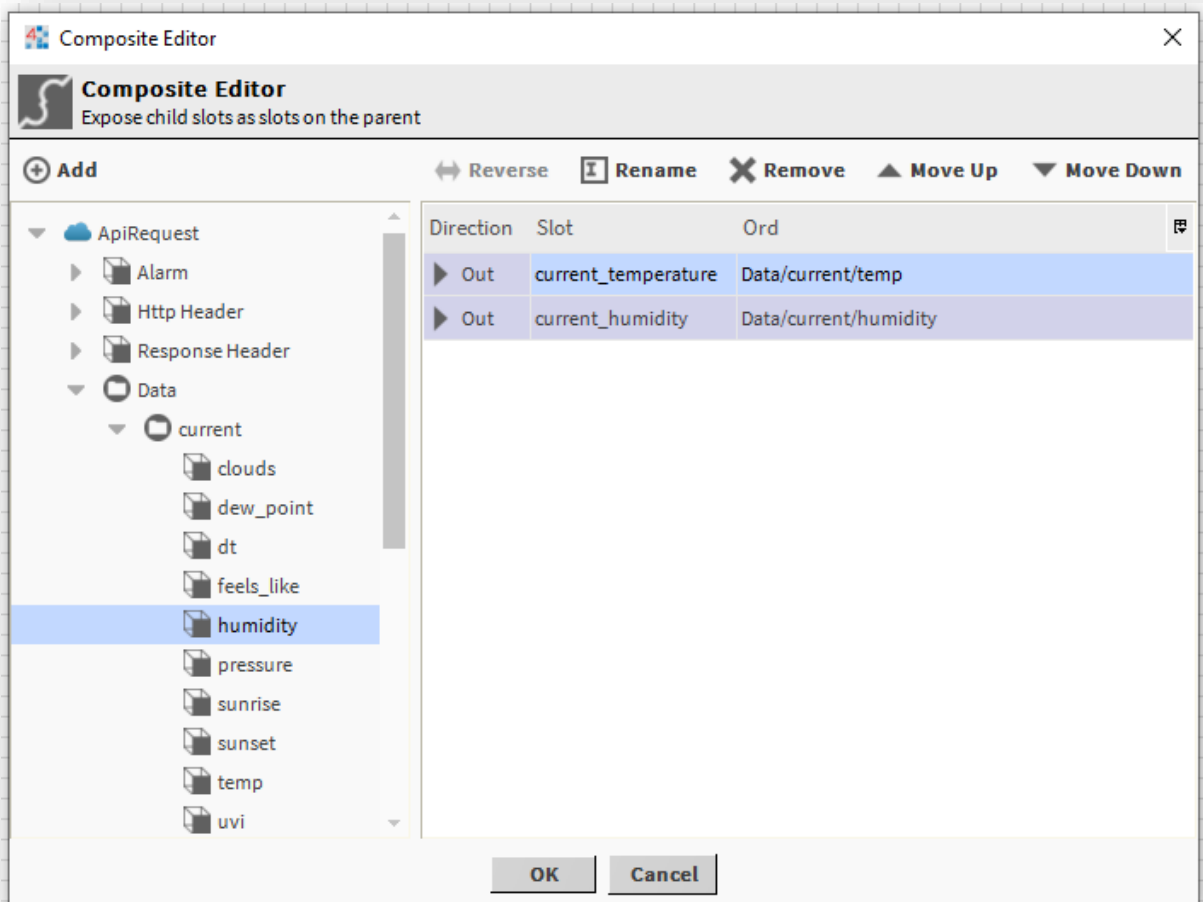 Composite Editor
Composite Editor
Expose child slots as slots on the parent
Add
Reverse Rename Remove Move Up Move Down
ApiRequest
Alarm
Http Header
Response Header
Data
current
clouds
dew_point
dt
feels_like
humidity
pressure
sunrise
sunset
temp
uvi
Direction Slot Ord
Out current_temperature Data/current/temp
Out current_humidity Data/current/humidity
OK Cancel